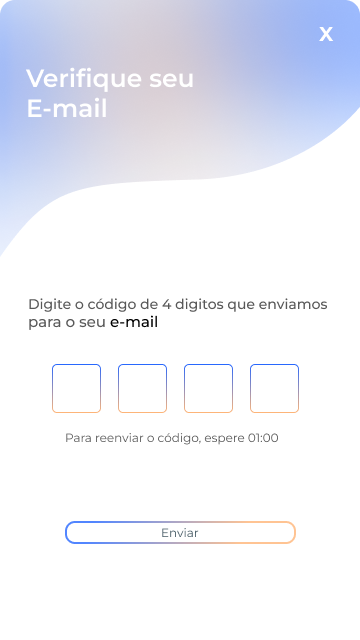 X
Verifique seu
E-mail
Digite o código de 4 digitos que enviamos
para o seu e-mail
Para reenviar o código, espere 01:00
Enviar